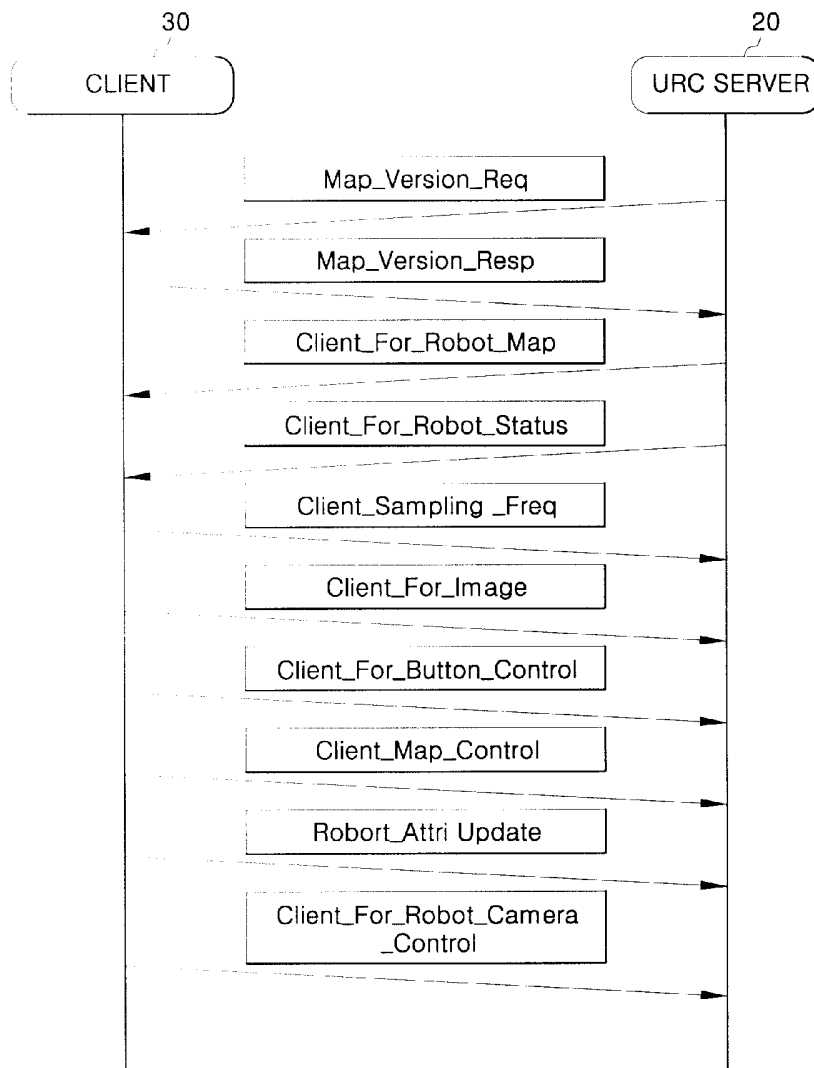 30
20
CLIENT
URC SERVER
Map_Version_Req
Map_Version_Resp
Client_For_Robot_Map
Client_For_Robot_Status
Client_Sampling _Freq
Client_For_Image
Client_For_Button_Control
Client_Map_Control
Robort_Attri Update
Client_For_Robot_Camera
_Control